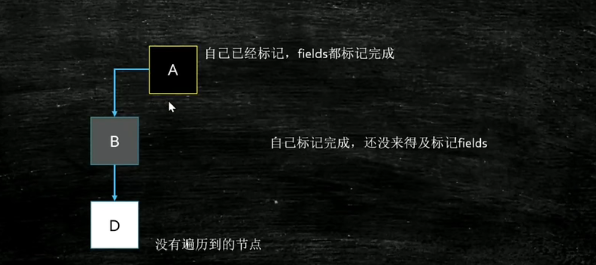 A
自己已经标记，fields都标记完成
B
自己标记完成，还没来得及标记fields
D
没有遍历到的节点